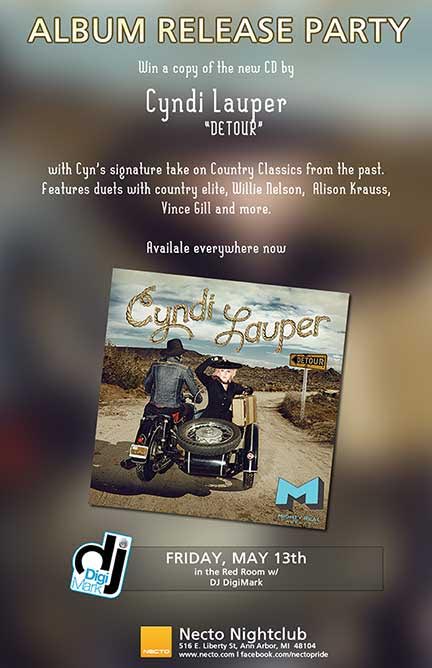 ALBUM RELEASE PARTY
Win a copy of the new CD by
Cyndi Lauper
"DETOUR"
with Cyn's signature take on Country Classics from the past.
Features duets with country elite, Willie Nelson, Alison Krauss,
Vince Gill and more.
Availale everywhere now
Cyndi Lauper
DETOUR
M
dj
Digi
Mark
FRIDAY, MAY 13th
in the Red Room w/
DJ DigiMark
NECTO
Necto Nightclub
516 E. Liberty St, Ann Arbor, MI 48104
www.necto.com | facebook.com/nectopride